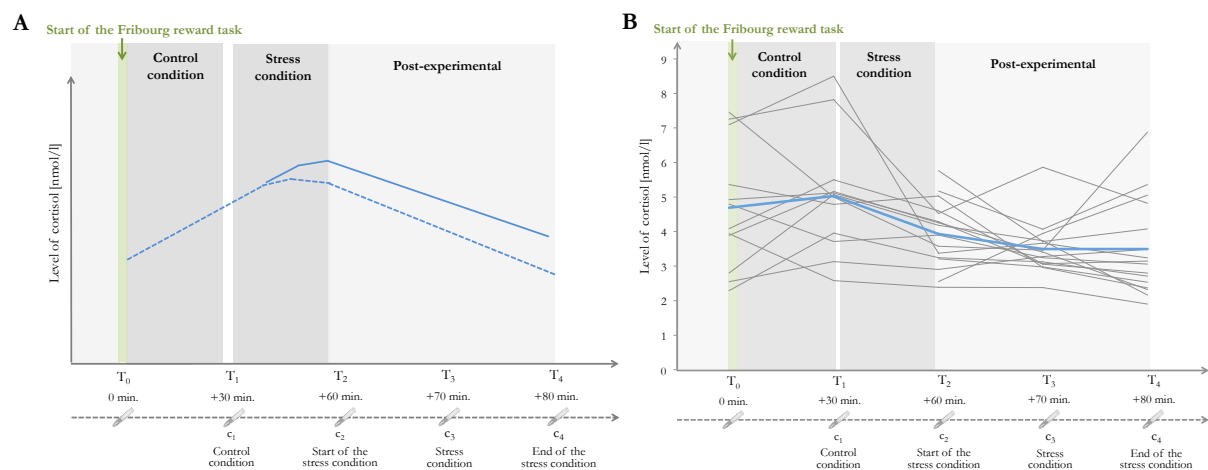 A
Start of the Fribourg reward task
Control
condition
Stress
condition
Post-experimental
Level of cortisol [nmol/l]
T0
T1
T2
T3
T4
0 min.
+30 min.
+60 min.
+70 min.
+80 min.
c1
c2
c3
c4
Control
condition
Start of the
stress condition
Stress
condition
End of the
stress condition
B
Start of the Fribourg reward task
Control
condition
Stress
condition
Post-experimental
Level of cortisol [nmol/l]
9
8
7
6
5
4
3
2
1
0
T0
T1
T2
T3
T4
0 min.
+30 min.
+60 min.
+70 min.
+80 min.
c1
c2
c3
c4
Control
condition
Start of the
stress condition
Stress
condition
End of the
stress condition